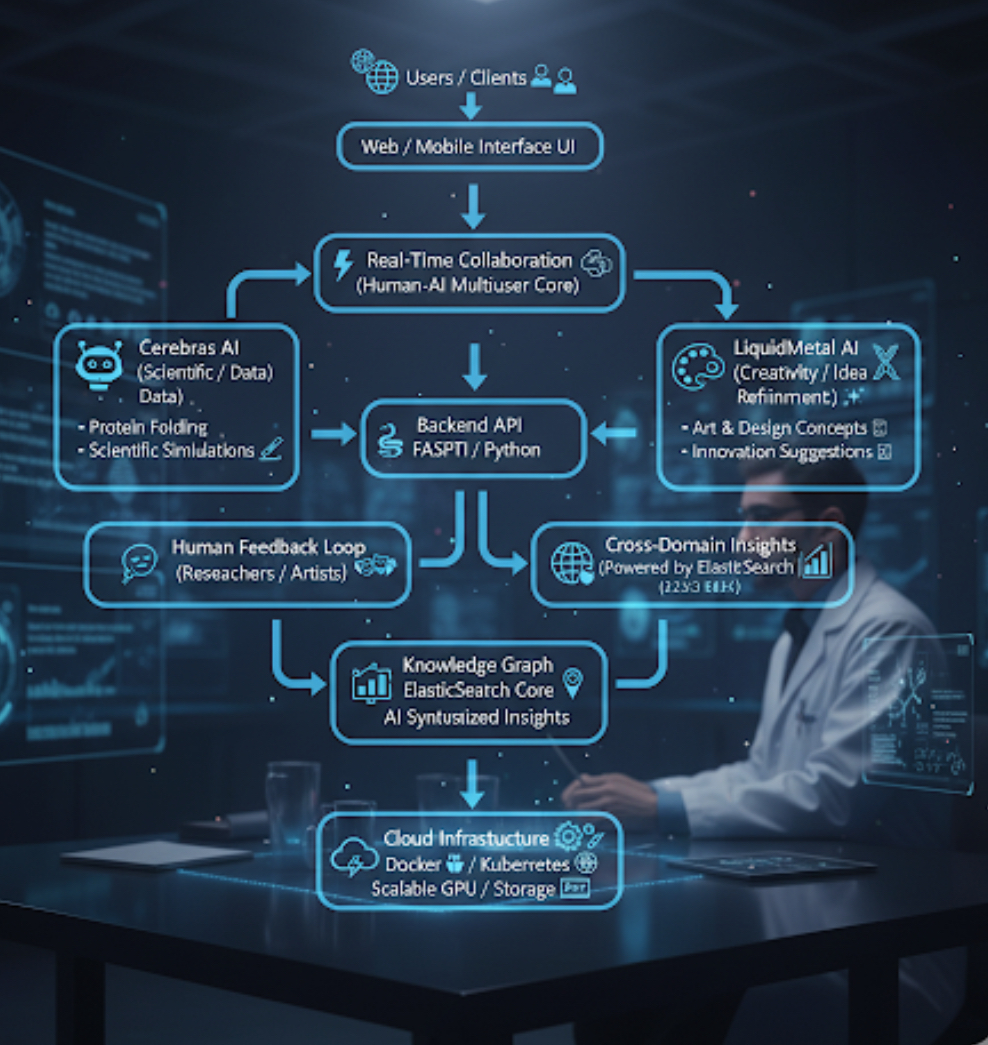 Users / Clients
Web / Mobile Interface UI
Real-TIme Collaboration
(Human-AI Multiuser Core)
Cerebras AI
(Scientific / Data)
Data)
- Protein Folding
- Scientific Simlulations
LiquidMetal AI
(Creativity / Idea
Refiinment)
- Art & Design Concepts
- Innovation Suggestions
Backend API
FASPTI / Python
Human Feedback Loop
(Reseachers / Artists)
Cross-Domain Insights
(Powered by ElasticSearch
Knowledge Graph
ElasticSearch Core
AI Syntustized Insights
Cloud Infrastucture
Docker / Kuberretes
Scalable GPU / Storage